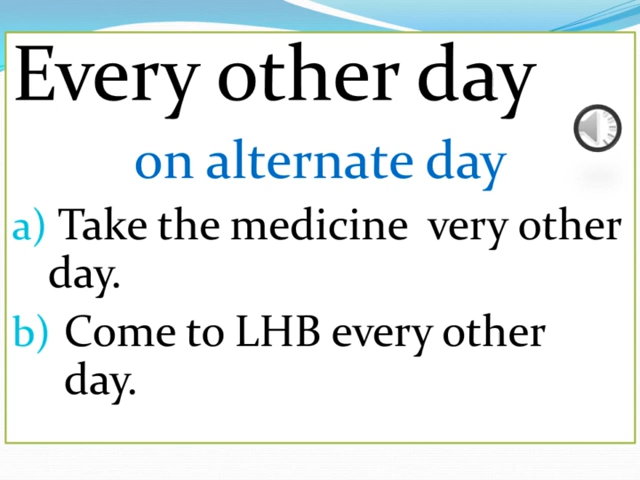 Every other day
on alternate day
a) Take the medicine very other
day.
b) Come to LHB every other
day.